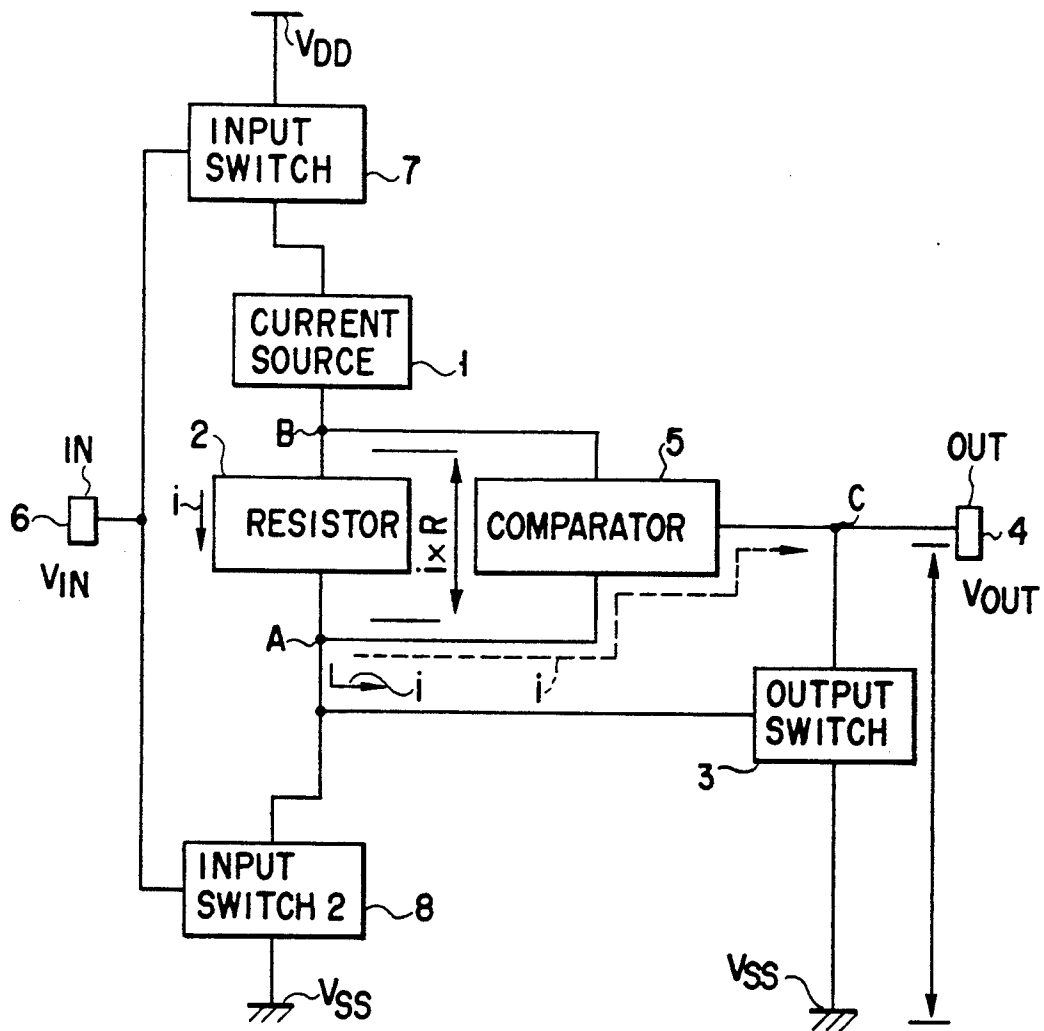 VDD
INPUT
SWITCH
7
CURRENT
SOURCE
1
B
2
5
IN
OUT
6
i
RESISTOR
i×R
COMPARATOR
C
4
VIN
VOUT
A
i
i
OUTPUT
SWITCH
3
INPUT
SWITCH 2
8
VSS
VSS